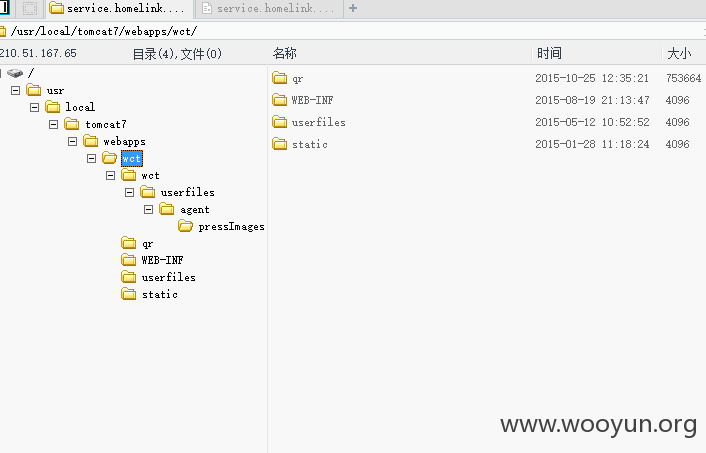 service.homelink....
service.homelink....
/usr/local/tomcat7/webapps/wct/
210.51.167.65 目录(4),文件(0) 名称 时间 大小
/
usr
local
tomcat7
webapps
wct
wct
userfiles
agent
pressImages
qr
WEB-INF
userfiles
static
qr 2015-10-25 12:35:21 753664
WEB-INF 2015-08-19 21:13:47 4096
userfiles 2015-05-12 10:52:52 4096
static 2015-01-28 11:18:24 4096
www.wooyun.org